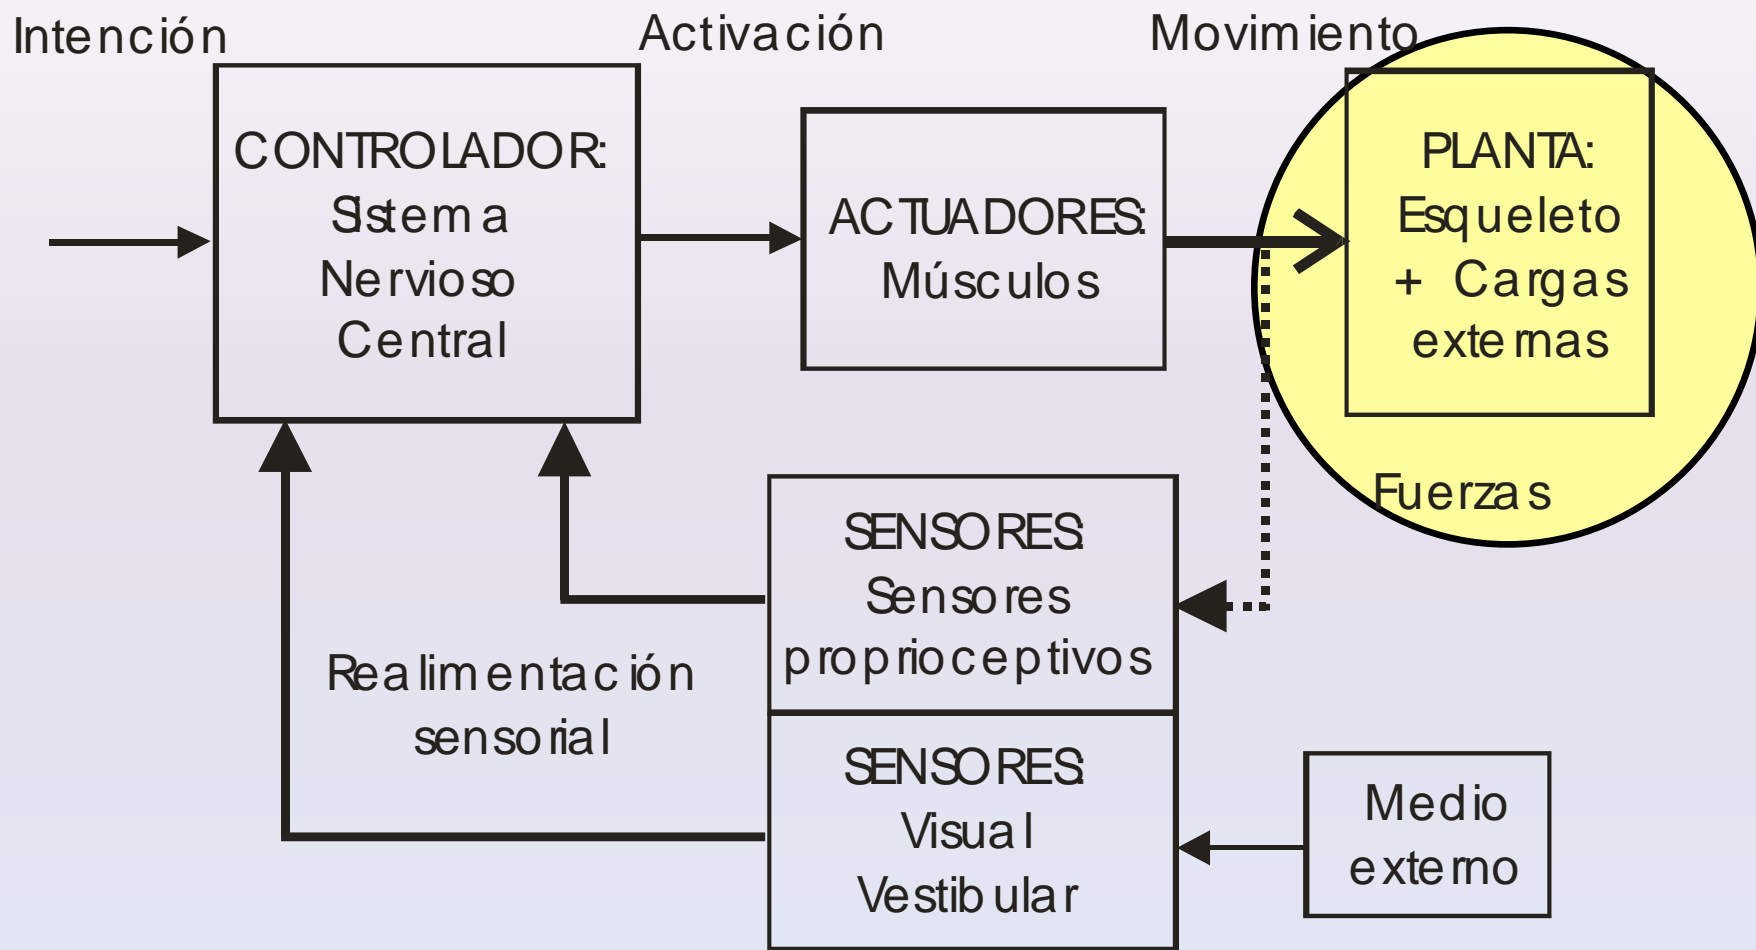 Intención
Activación
Movimiento
CONTROLADOR:
Sistema
Nervioso
Central
ACTUADORES:
Músculos
PLANTA:
Esqueleto
+ Cargas
externas
Fuerzas
SENSORES:
Sensores
proprioceptivos
Realimentación
sensorial
SENSORES:
Visual
Vestibular
Medio
externo